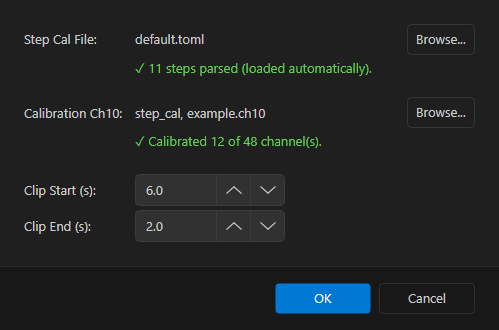 Step Cal File: default.toml Browse...
✓ 11 steps parsed (loaded automatically).
Calibration Ch10: step_cal, example.ch10 Browse...
✓ Calibrated 12 of 48 channel(s).
Clip Start (s): 6.0
Clip End (s): 2.0
OK Cancel